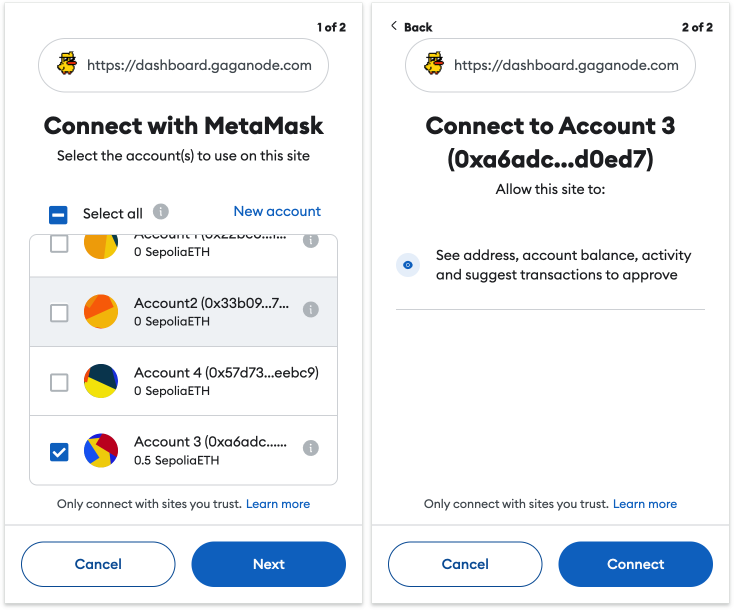 1 of 2
https://dashboard.gaganode.com
Connect with MetaMask
Select the account(s) to use on this site
Select all
New account
Account 1 (0x22bc0...1...
0 SepoliaETH
Account2 (0x33b09...7...
0 SepoliaETH
Account 4 (0x57d73...eebc9)
0 SepoliaETH
Account 3 (0xa6adc......
0.5 SepoliaETH
Only connect with sites you trust. Learn more
Cancel
Next
Back
2 of 2
https://dashboard.gaganode.com
Connect to Account 3
(0xa6adc...d0ed7)
Allow this site to:
See address, account balance, activity
and suggest transactions to approve
Only connect with sites you trust. Learn more
Cancel
Connect